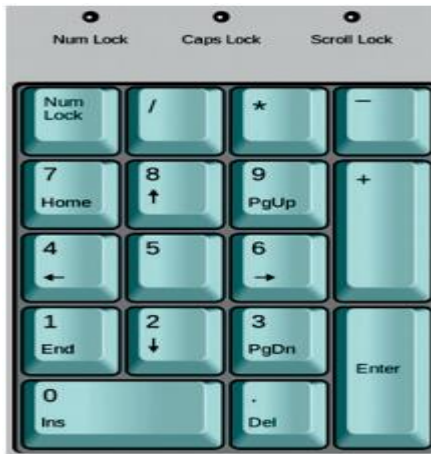 Num Lock Caps Lock Scroll Lock
Num
Lock
/
*
−
7
Home
8
↑
9
PgUp
+
4
←
5
6
→
1
End
2
↓
3
PgDn
Enter
0
Ins
.
Del